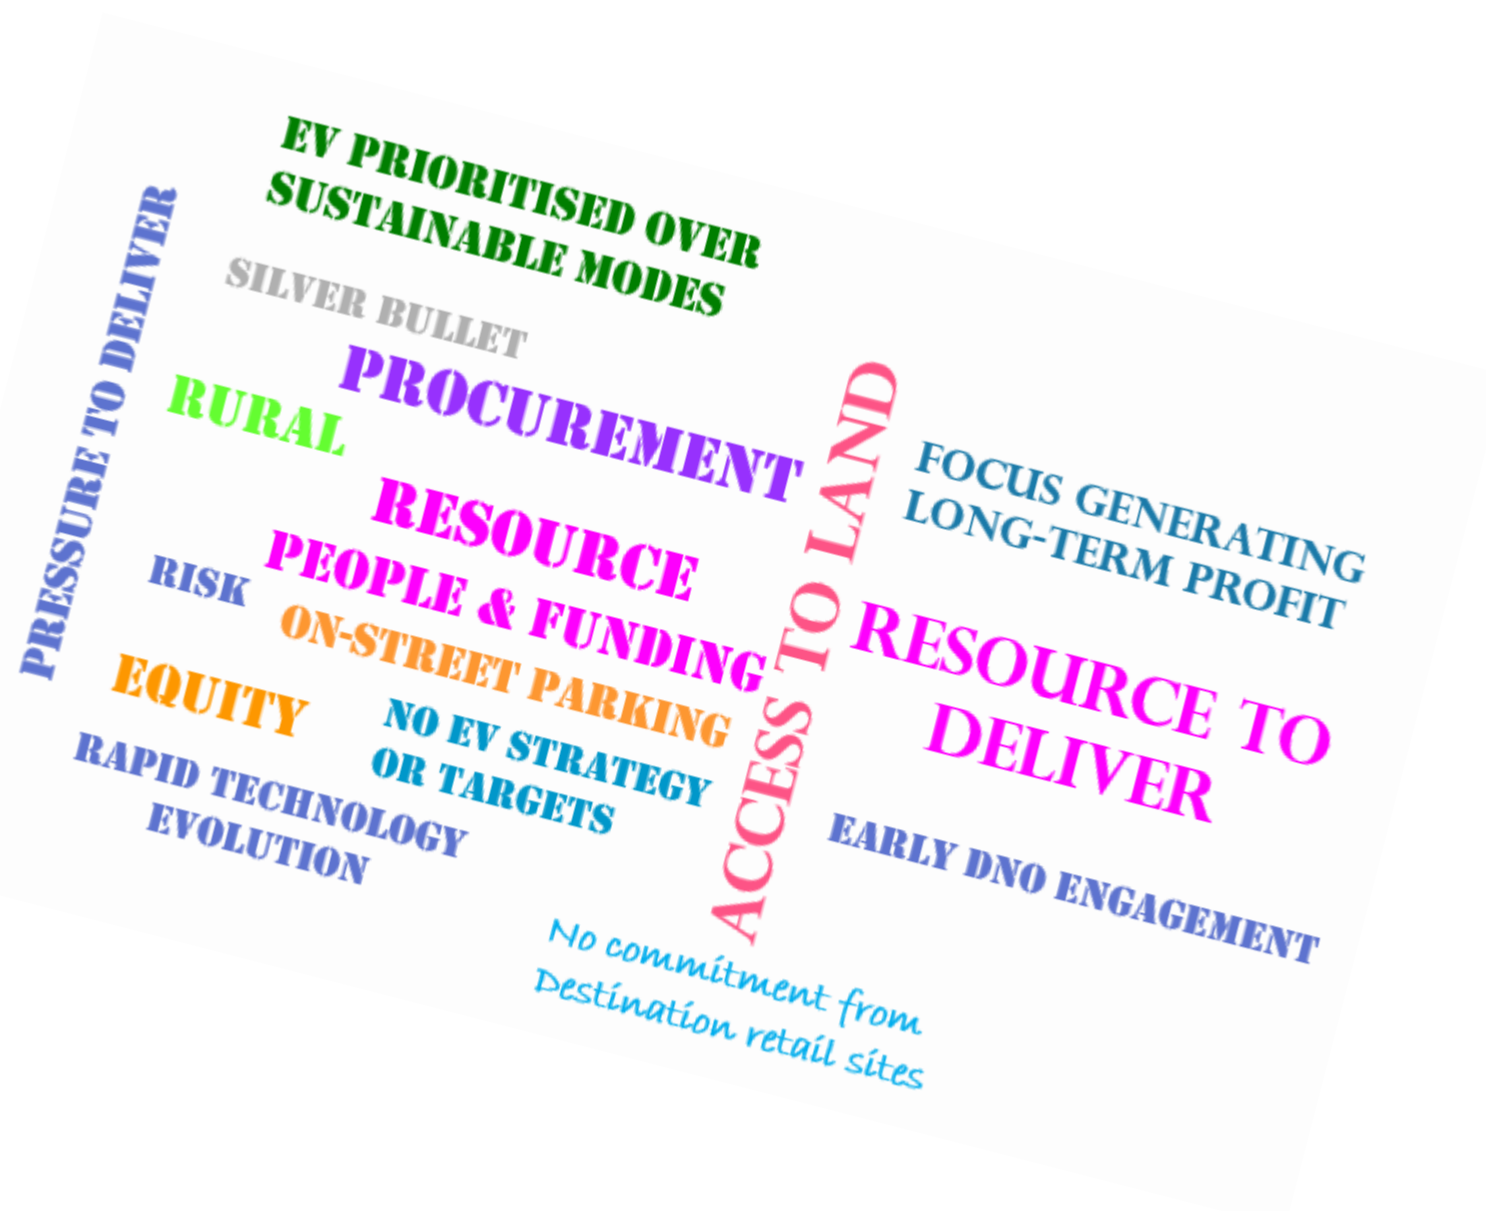 EV PRIORITISED OVER
SUSTAINABLE MODES
PRESSURE TO DELIVER
SILVER BULLET
PROCUREMENT
RURAL
ACCESS TO LAND
FOCUS GENERATING
LONG-TERM PROFIT
RESOURCE
PEOPLE & FUNDING
RISK
ON-STREET PARKING
RESOURCE TO
DELIVER
EQUITY
NO EV STRATEGY
OR TARGETS
RAPID TECHNOLOGY
EVOLUTION
EARLY DNO ENGAGEMENT
No commitment from
Destination retail sites